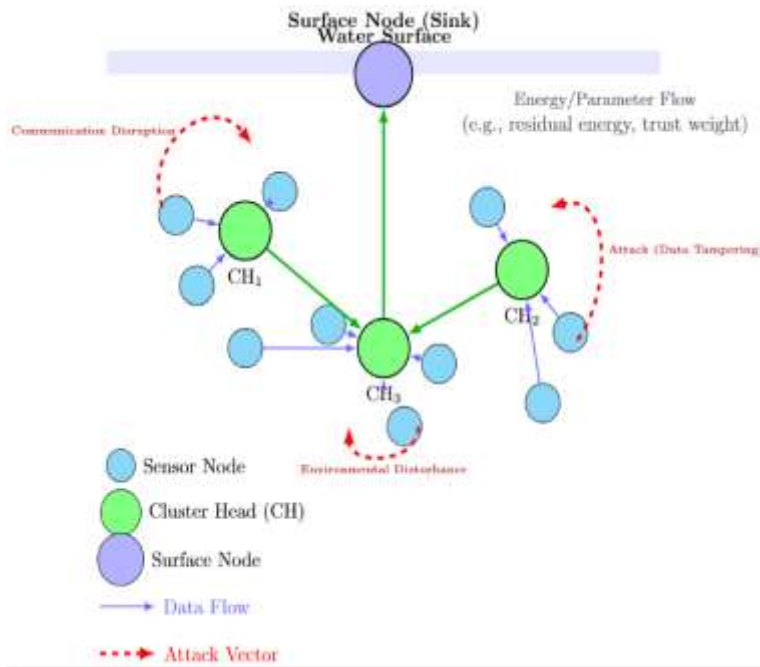 Surface Node (Sink)
Water Surface
Energy/Parameter Flow
(e.g., residual energy, trust weight)
Communication Disruption
Attack (Data Tampering)
CH₁
CH₂
CH₃
Environmental Disturbance
Sensor Node
Cluster Head (CH)
Surface Node
Data Flow
Attack Vector